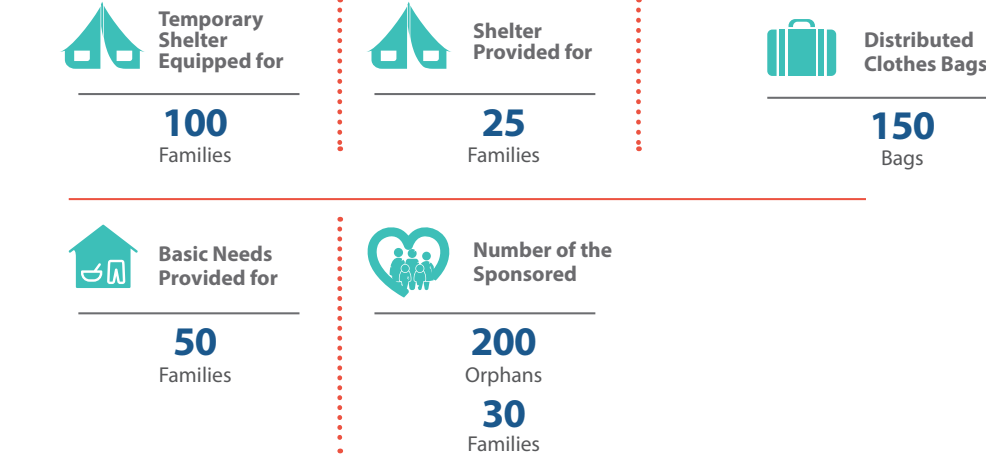 Temporary
Shelter
Equipped for
100
Families
Shelter
Provided for
25
Families
Distributed
Clothes Bags
150
Bags
Basic Needs
Provided for
50
Families
Number of the
Sponsored
200
Orphans
30
Families